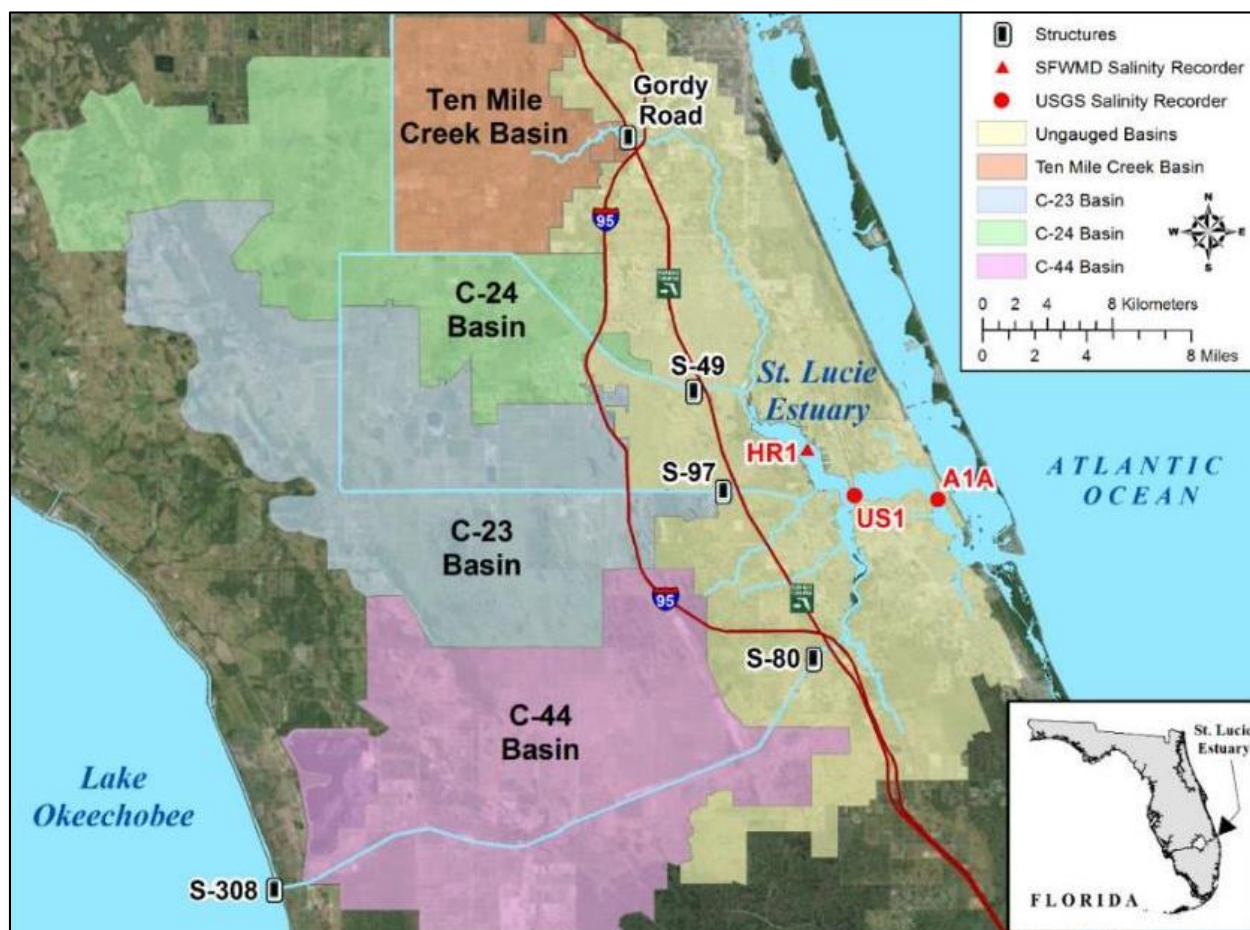 Structures
SFWMD Salinity Recorder
USGS Salinity Recorder
Ungauged Basins
Ten Mile Creek Basin
C-23 Basin
C-24 Basin
C-44 Basin
N
W E
S
0 2 4 8 Kilometers
0 2 4 8 Miles
Gordy
Road
Ten Mile
Creek Basin
95
C-24
Basin
S-49
St. Lucie
Estuary
HR1
S-97
A1A
US1
ATLANTIC
OCEAN
C-23
Basin
95
S-80
C-44
Basin
Lake
Okeechobee
S-308
St. Lucie
Estuary
FLORIDA